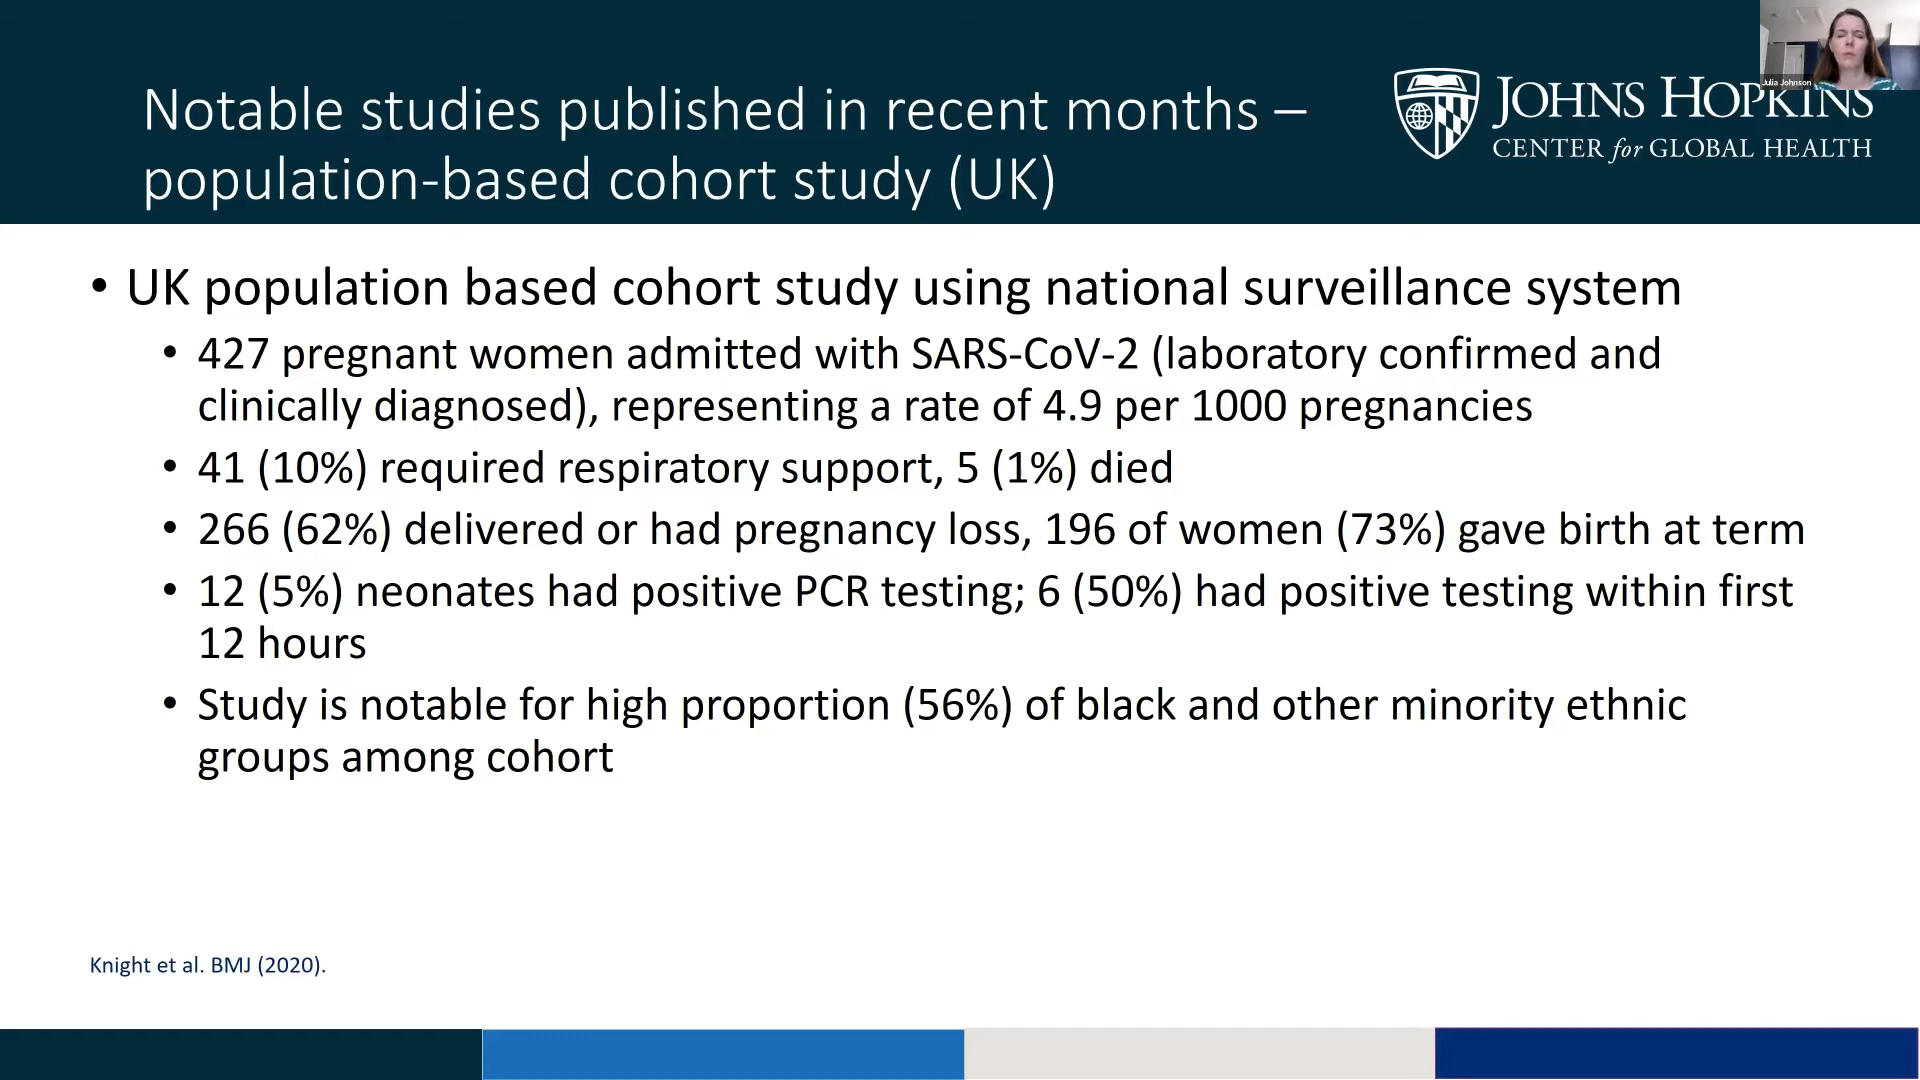 Notable studies published in recent months –
population-based cohort study (UK)
Julia Johnson
JOHNS HOPKINS
CENTER for GLOBAL HEALTH
• UK population based cohort study using national surveillance system
• 427 pregnant women admitted with SARS-CoV-2 (laboratory confirmed and
clinically diagnosed), representing a rate of 4.9 per 1000 pregnancies
• 41 (10%) required respiratory support, 5 (1%) died
• 266 (62%) delivered or had pregnancy loss, 196 of women (73%) gave birth at term
• 12 (5%) neonates had positive PCR testing; 6 (50%) had positive testing within first
12 hours
• Study is notable for high proportion (56%) of black and other minority ethnic
groups among cohort
Knight et al. BMJ (2020).